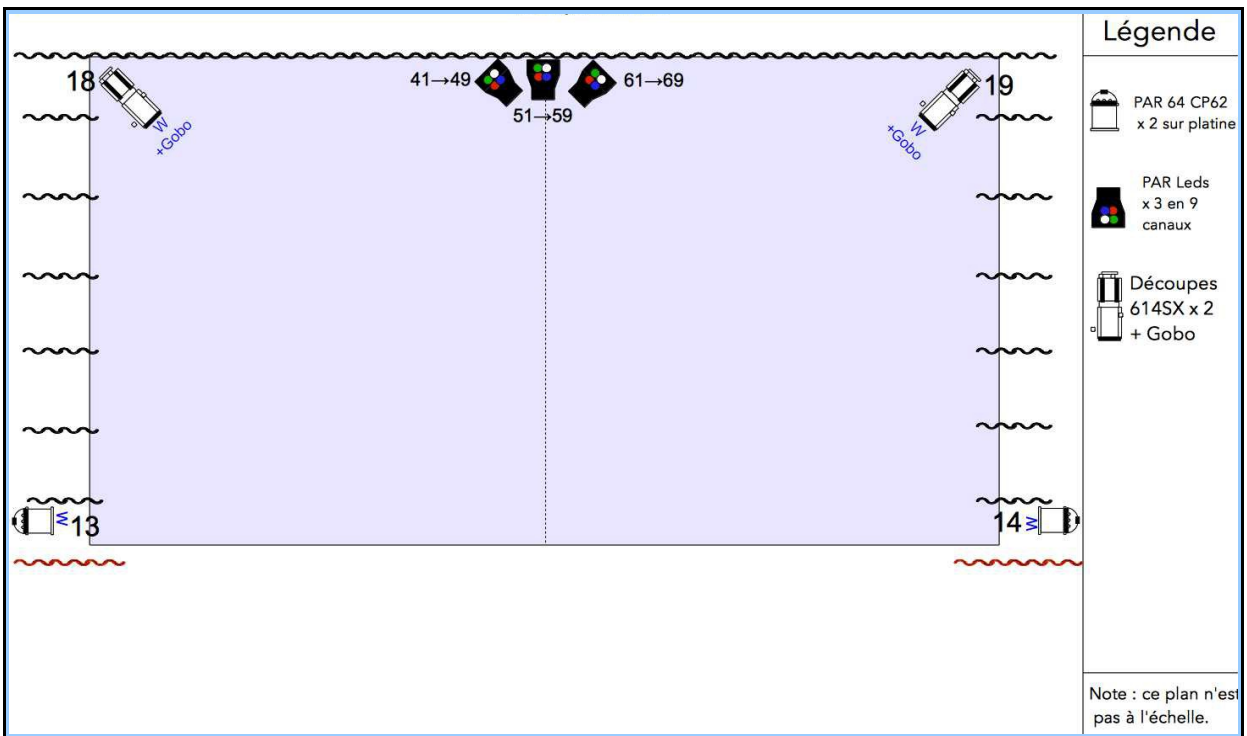 Légende
18
41→49
61→69
51→59
19
W
+Gobo
W
+Gobo
PAR 64 CP62
x 2 sur platine
PAR Leds
x 3 en 9
canaux
Découpes
614SX x 2
+ Gobo
W
13
14
W
Note : ce plan n'est
pas à l'échelle.